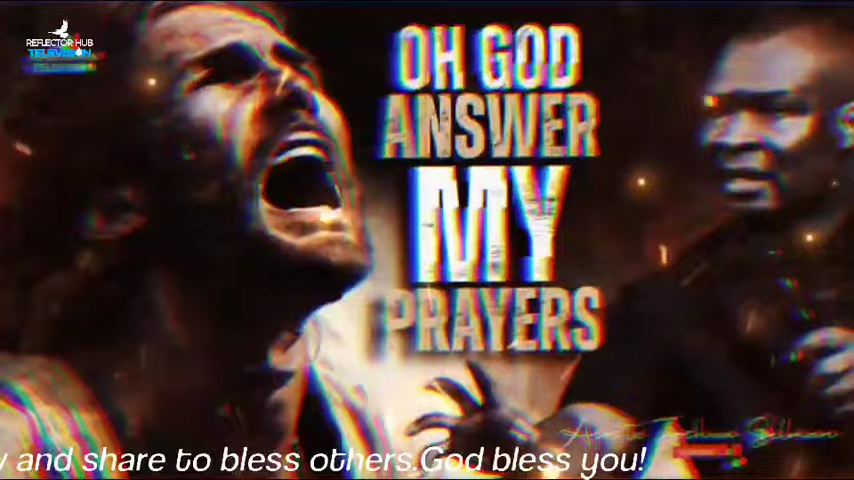 REFLECTOR HUB
TELEVISION
OH GOD
ANSWER
MY
PRAYERS
and share to bless others.God bless you!